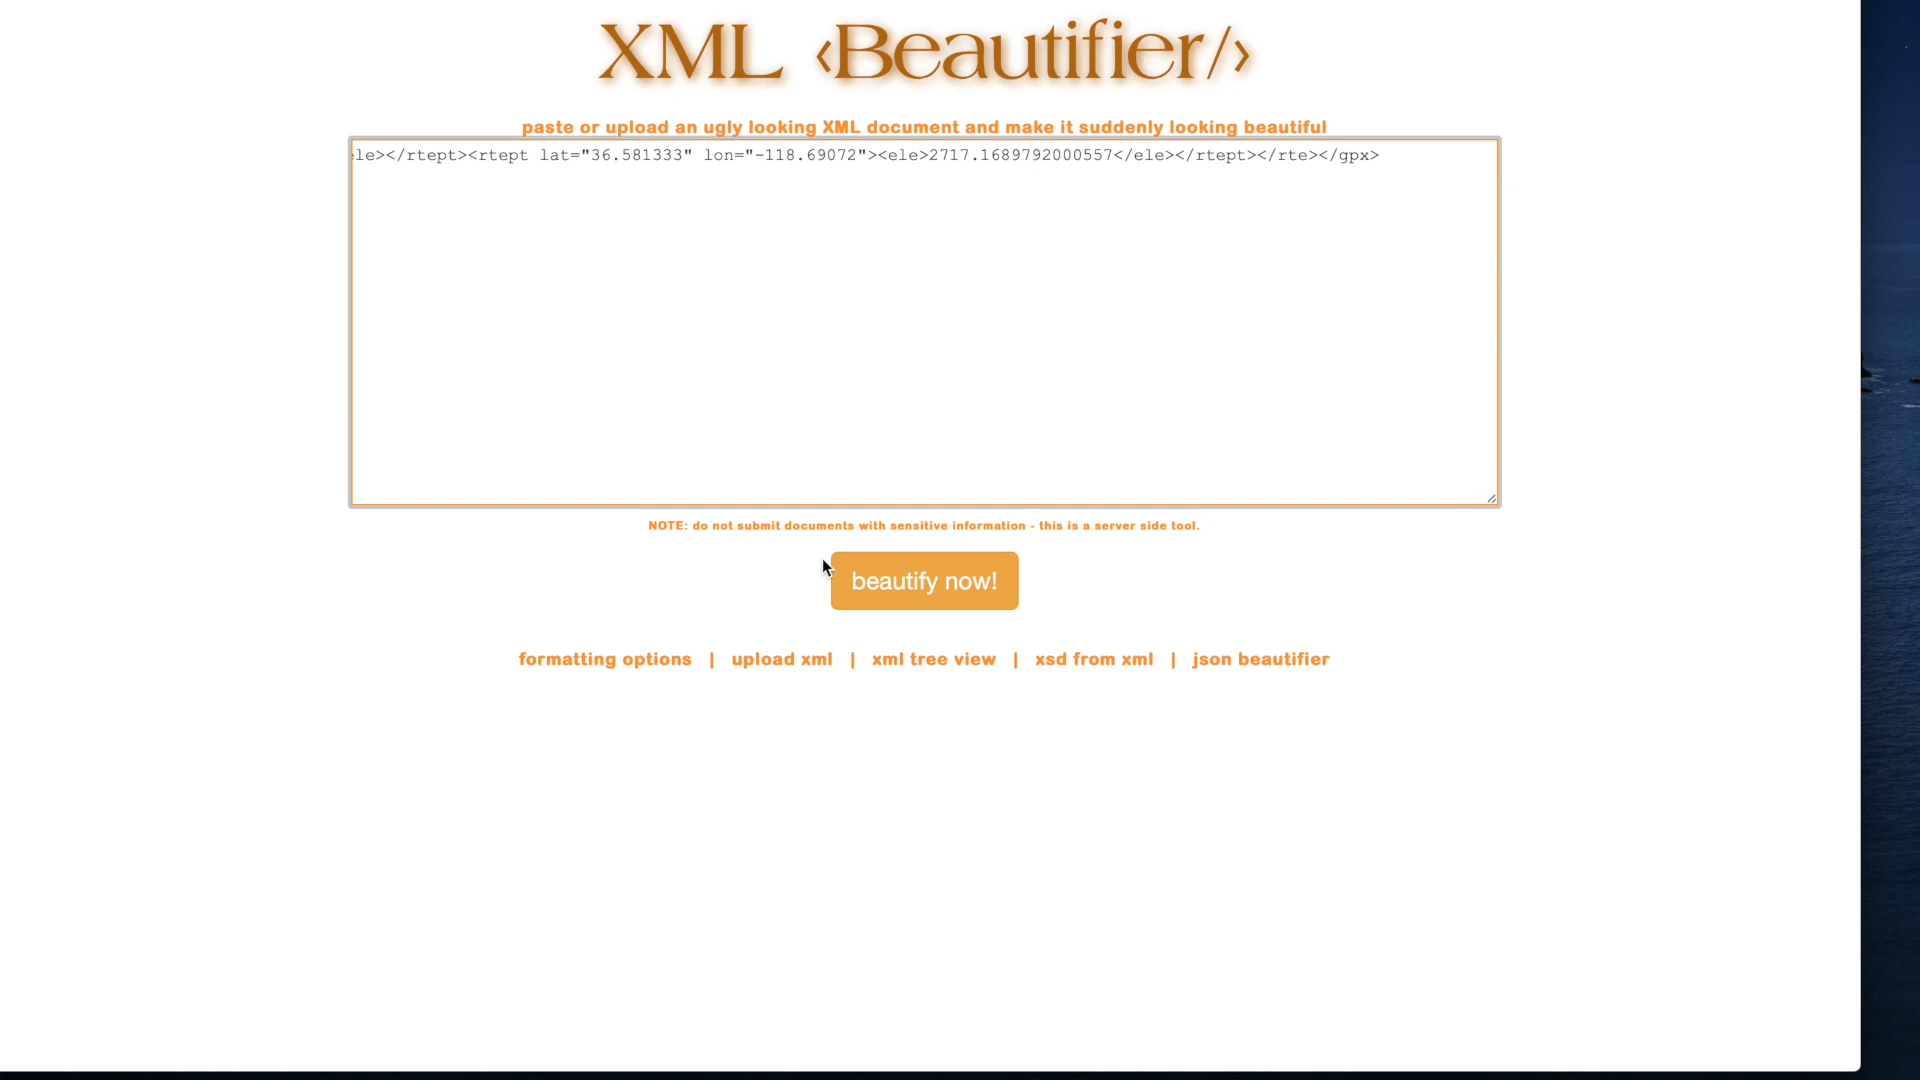 XML <Beautifier/>
paste or upload an ugly looking XML document and make it suddenly looking beautiful
le></rtept><rtept lat="36.581333" lon="-118.69072"><ele>2717.1689792000557</ele></rtept></rte></gpx>
NOTE: do not submit documents with sensitive information - this is a server side tool.
beautify now!
formatting options | upload xml | xml tree view | xsd from xml | json beautifier